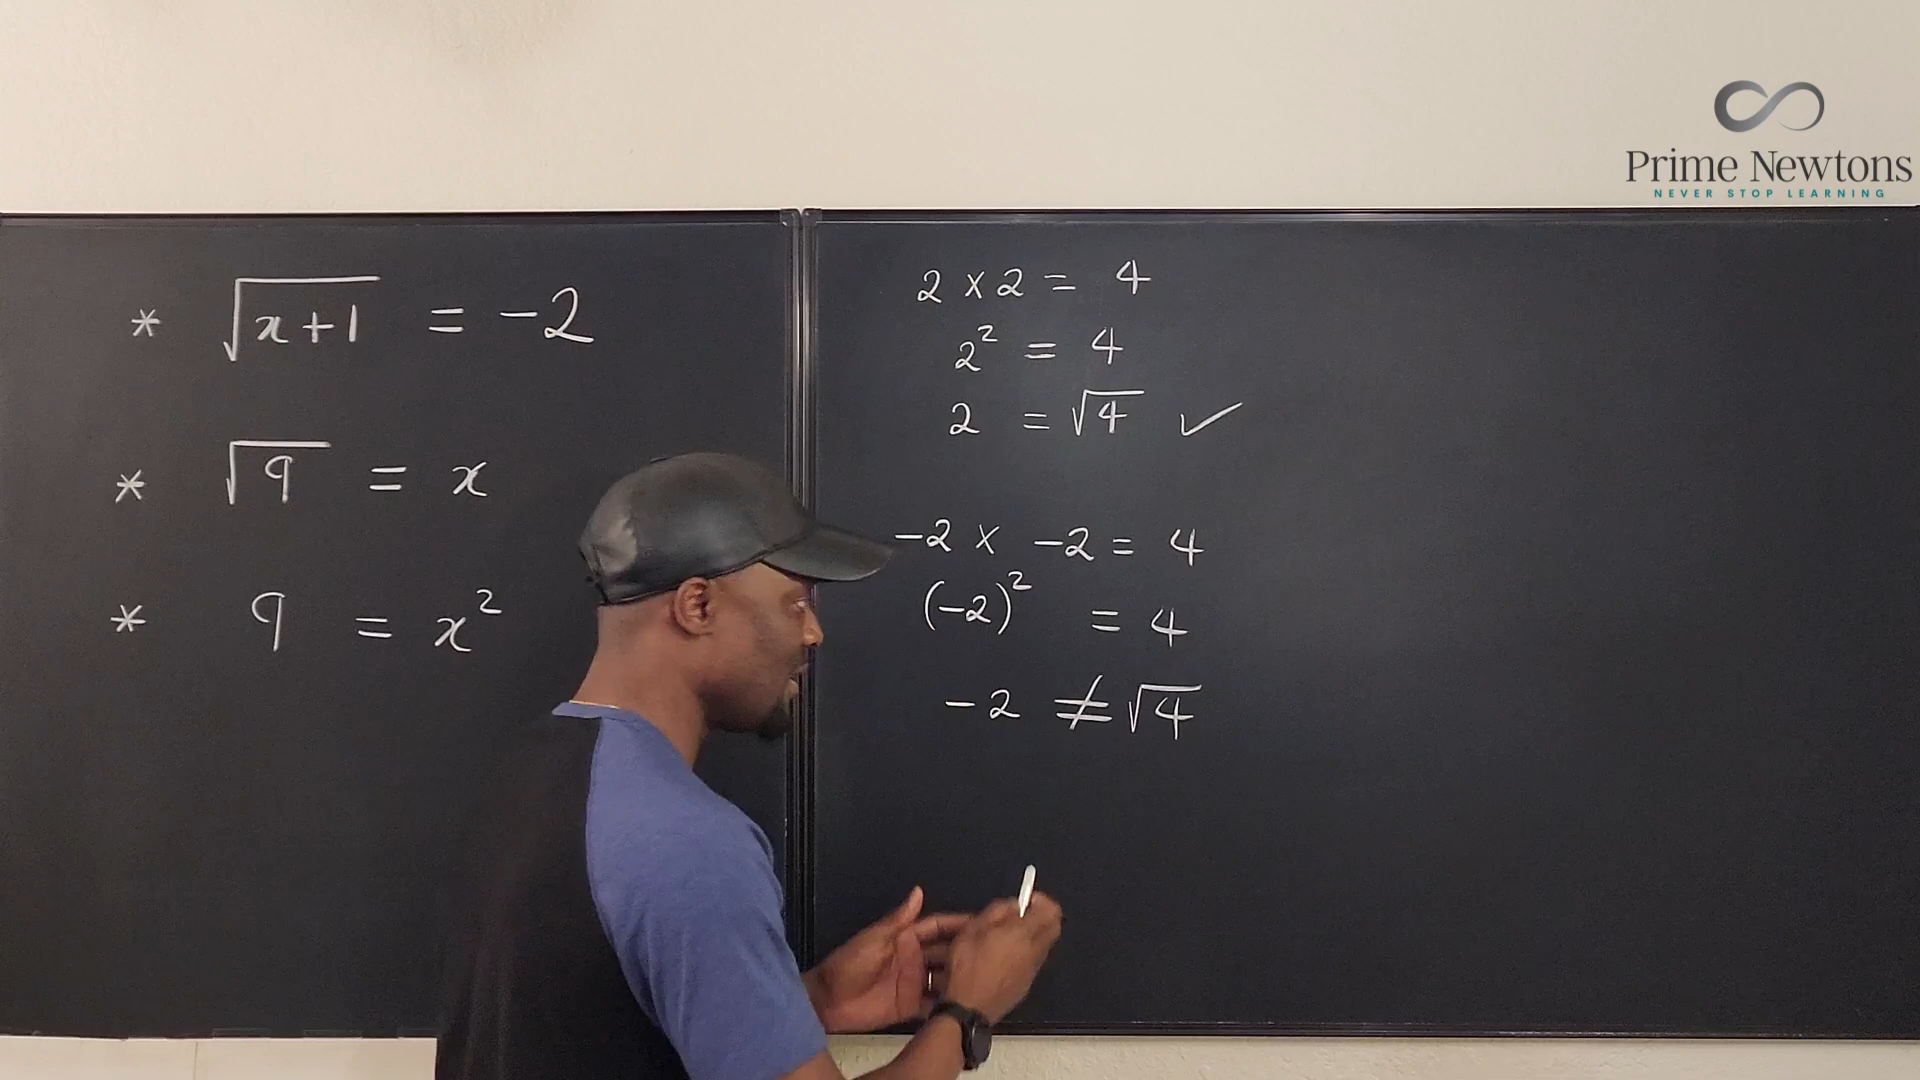 * √(x+1) = -2
* √9 = x
* 9 = x²
2 × 2 = 4
2² = 4
2 = √4 ✓
-2 × -2 = 4
(-2)² = 4
-2 ≠ √4
Prime Newtons
NEVER STOP LEARNING